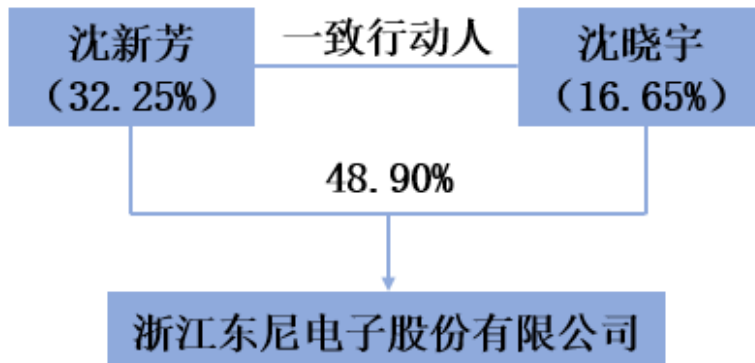 沈新芳
（32.25%）
一致行动人
沈晓宇
（16.65%）
48.90%
浙江东尼电子股份有限公司